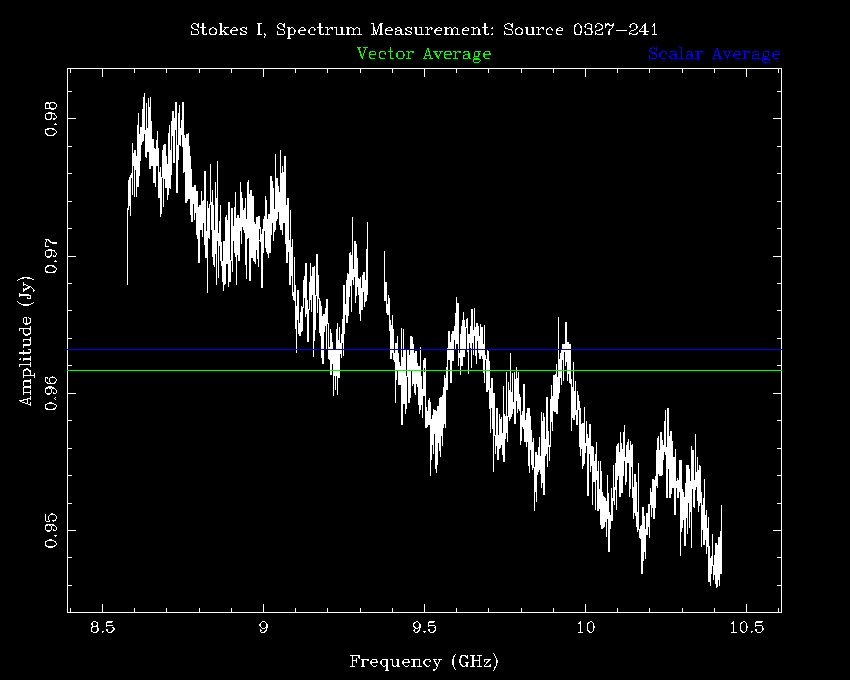 Stokes I, Spectrum Measurement: Source 0327-241
Vector Average
Scalar Average
0.98
0.97
0.96
0.95
Amplitude (Jy)
8.5
9
9.5
10
10.5
Frequency (GHz)